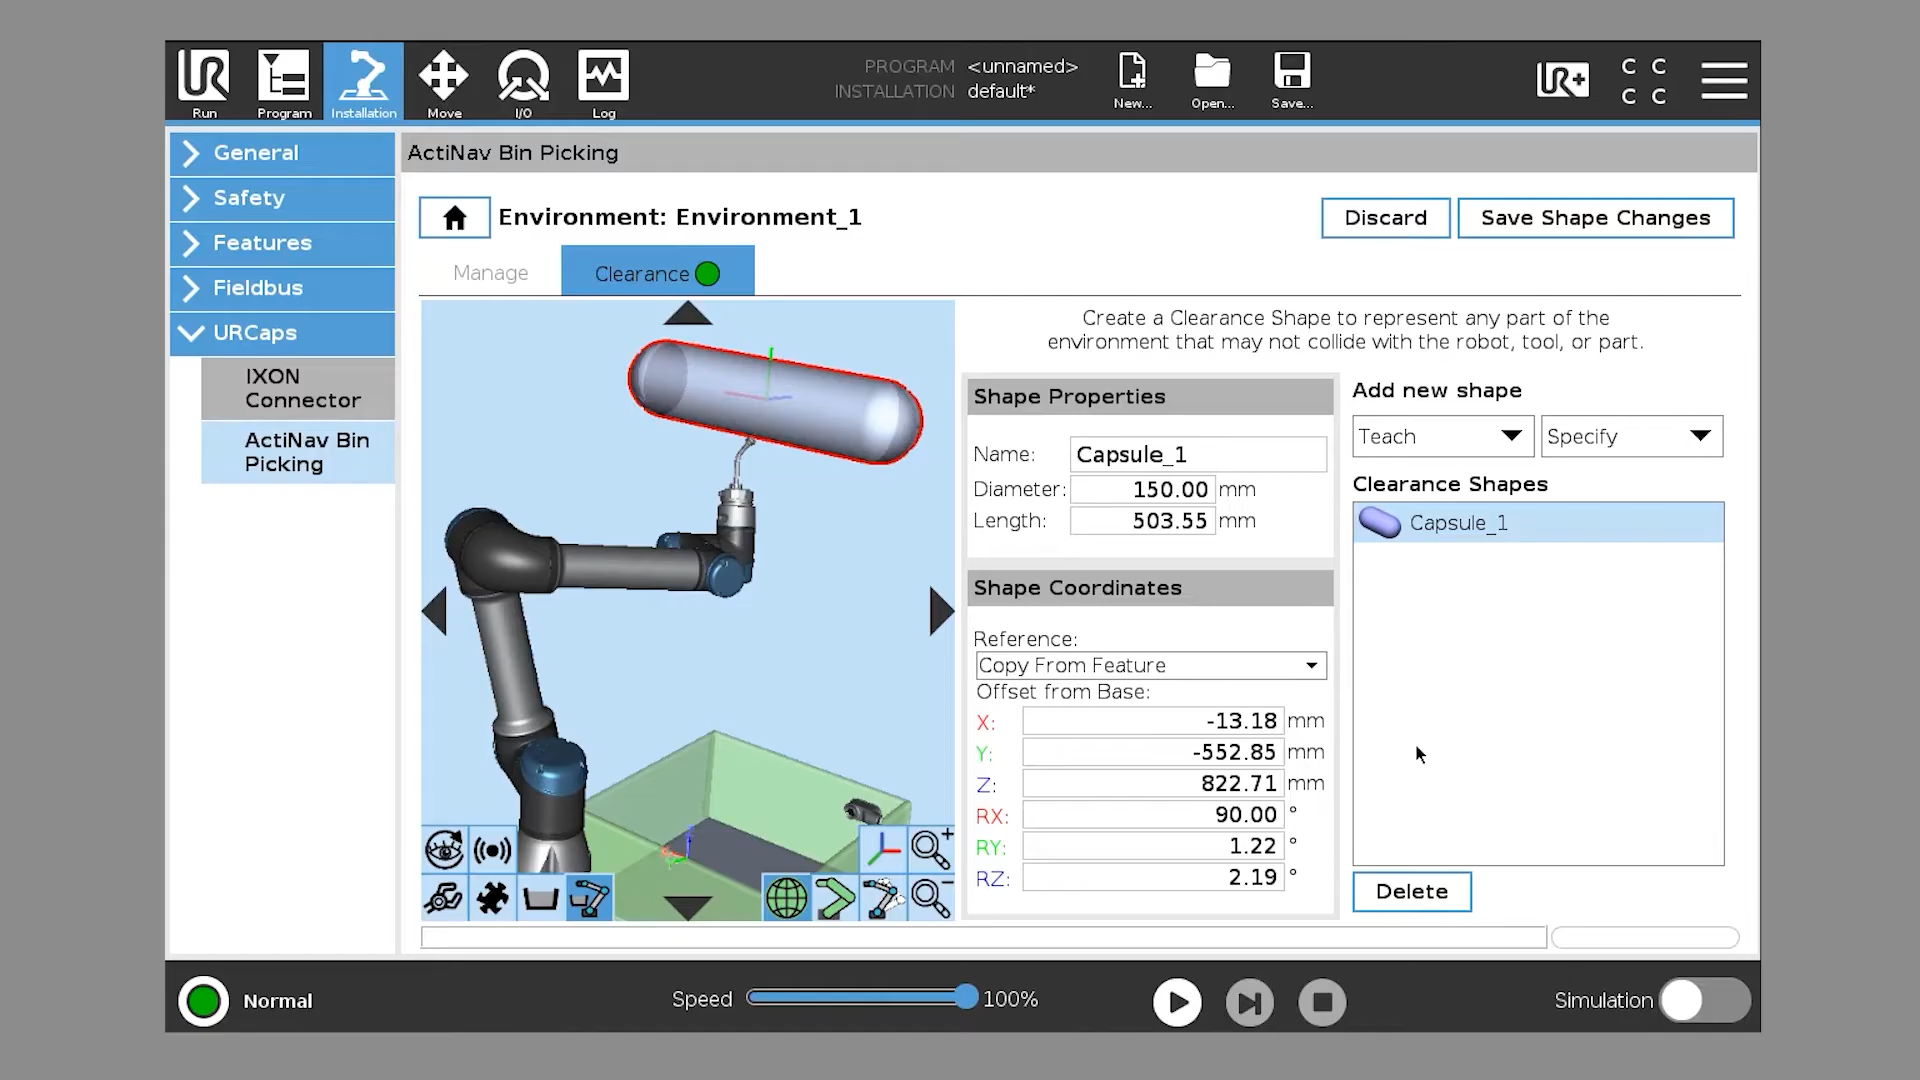 Run
Program
Installation
Move
I/O
Log
PROGRAM <unnamed>
INSTALLATION default*
New...
Open...
Save...
UR+
C C
C C
General
Safety
Features
Fieldbus
URCaps
IXON
Connector
ActiNav Bin
Picking
ActiNav Bin Picking
Environment: Environment_1
Discard
Save Shape Changes
Manage
Clearance
Create a Clearance Shape to represent any part of the
environment that may not collide with the robot, tool, or part.
Shape Properties
Name: Capsule_1
Diameter: 150.00 mm
Length: 503.55 mm
Shape Coordinates
Reference:
Copy From Feature
Offset from Base:
X: -13.18 mm
Y: -552.85 mm
Z: 822.71 mm
RX: 90.00 °
RY: 1.22 °
RZ: 2.19 °
Add new shape
Teach
Specify
Clearance Shapes
Capsule_1
Delete
Normal
Speed 100%
Simulation